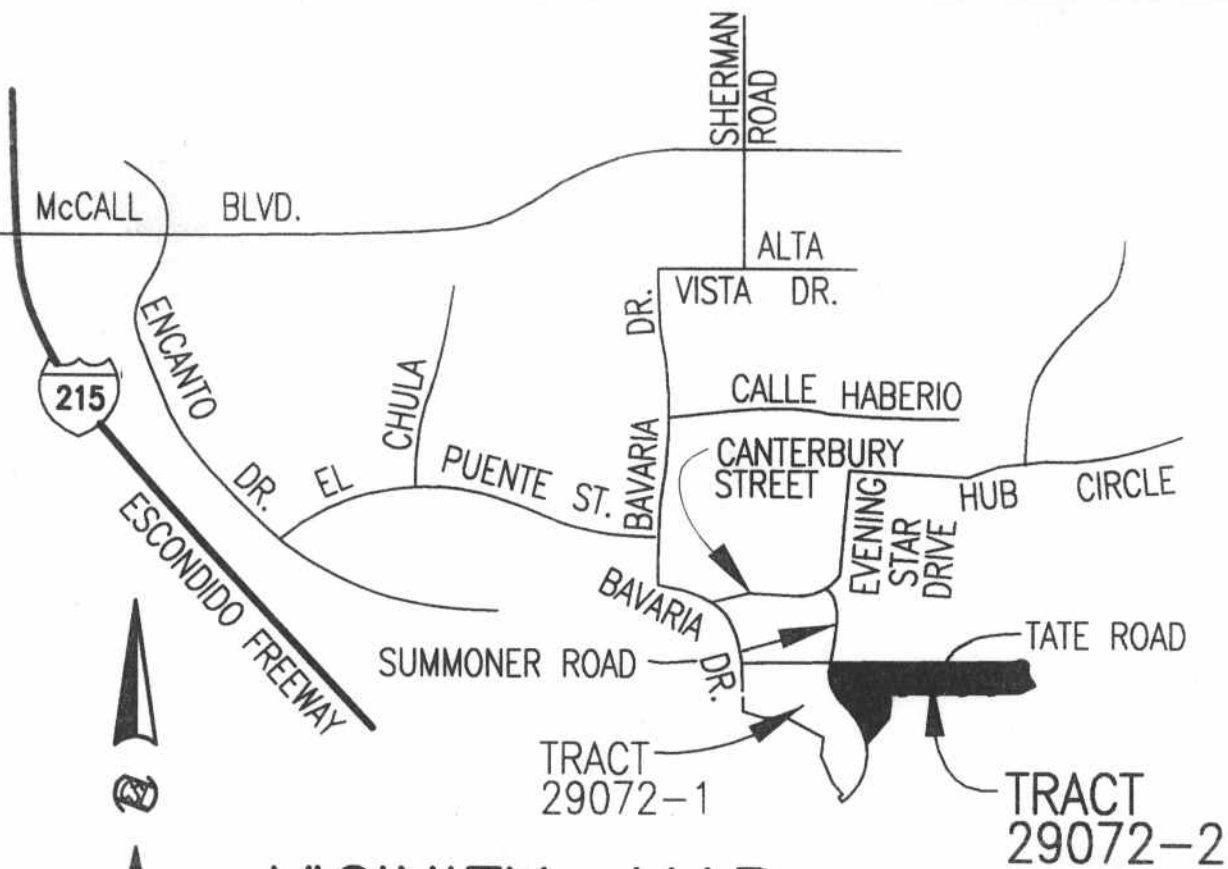 SHERMAN
ROAD
McCALL BLVD.
ALTA
VISTA DR.
ENCANTO
DR.
215
ESCONDIDO FREEWAY
CHULA
EL
PUENTE ST.
BAVARIA
DR.
CALLE HABERIO
CANTERBURY
STREET
HUB CIRCLE
EVENING
STAR
DRIVE
BAVARIA
DR.
SUMMONER ROAD
TATE ROAD
TRACT
29072-1
TRACT
29072-2